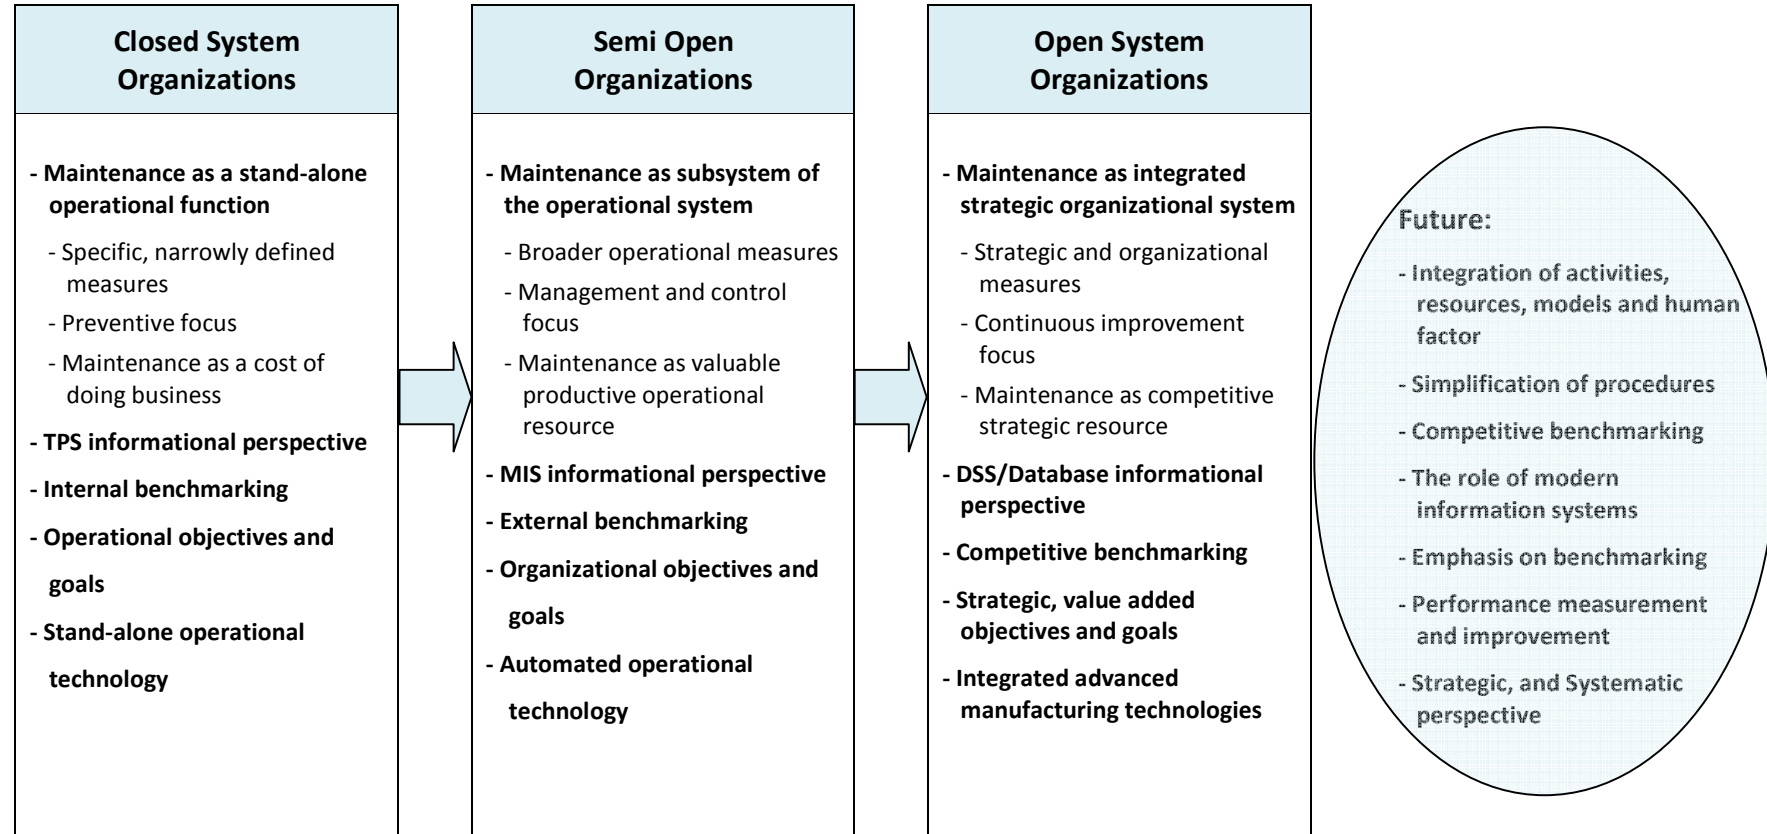 Closed System
Organizations
- Maintenance as a stand-alone
operational function
- Specific, narrowly defined
measures
- Preventive focus
- Maintenance as a cost of
doing business
- TPS informational perspective
- Internal benchmarking
- Operational objectives and
goals
- Stand-alone operational
technology
Semi Open
Organizations
- Maintenance as subsystem of
the operational system
- Broader operational measures
- Management and control
focus
- Maintenance as valuable
productive operational
resource
- MIS informational perspective
- External benchmarking
- Organizational objectives and
goals
- Automated operational
technology
Open System
Organizations
- Maintenance as integrated
strategic organizational system
- Strategic and organizational
measures
- Continuous improvement
focus
- Maintenance as competitive
strategic resource
- DSS/Database informational
perspective
- Competitive benchmarking
- Strategic, value added
objectives and goals
- Integrated advanced
manufacturing technologies
Future:
- Integration of activities,
resources, models and human
factor
- Simplification of procedures
- Competitive benchmarking
- The role of modern
information systems
- Emphasis on benchmarking
- Performance measurement
and improvement
- Strategic, and Systematic
perspective